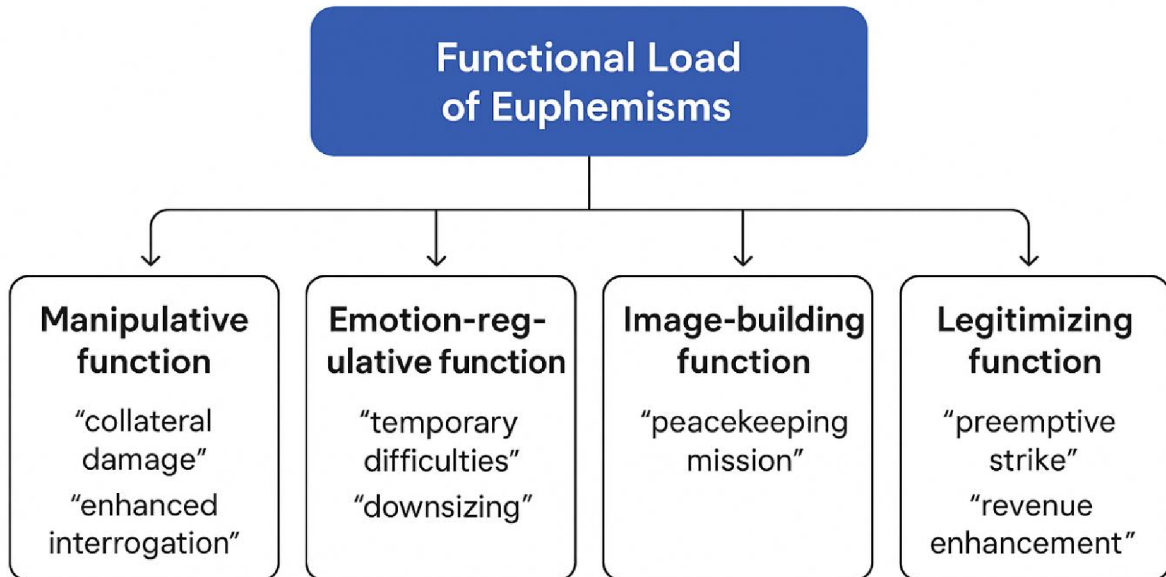 Functional Load
of Euphemisms
Manipulative
function
“collateral
damage”
“enhanced
interrogation”
Emotion-reg-
ulative function
“temporary
difficulties”
“downsizing”
Image-building
function
“peacekeeping
mission”
Legitimizing
function
“preemptive
strike”
“revenue
enhancement”